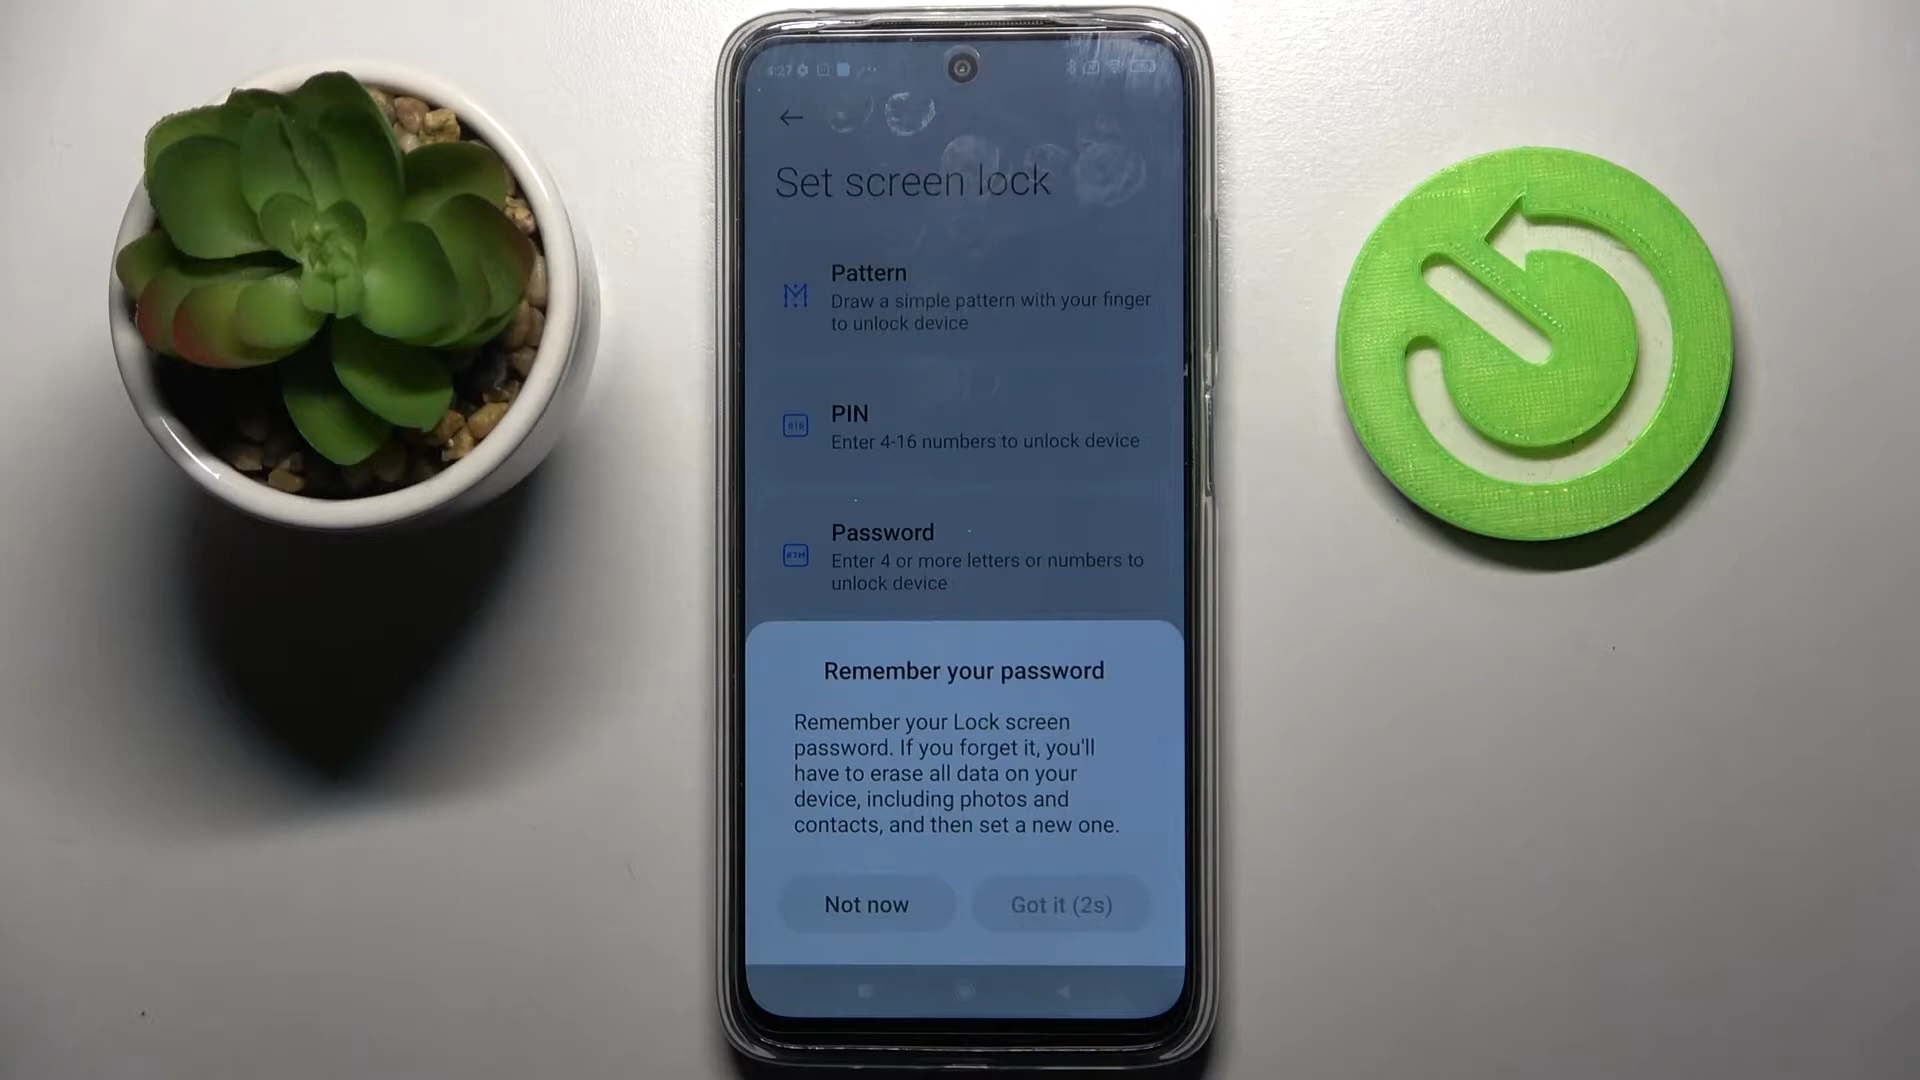 4:27
Set screen lock
Pattern
Draw a simple pattern with your finger
to unlock device
PIN
Enter 4-16 numbers to unlock device
Password
Enter 4 or more letters or numbers to
unlock device
Remember your password
Remember your Lock screen
password. If you forget it, you'll
have to erase all data on your
device, including photos and
contacts, and then set a new one.
Not now
Got it (2s)